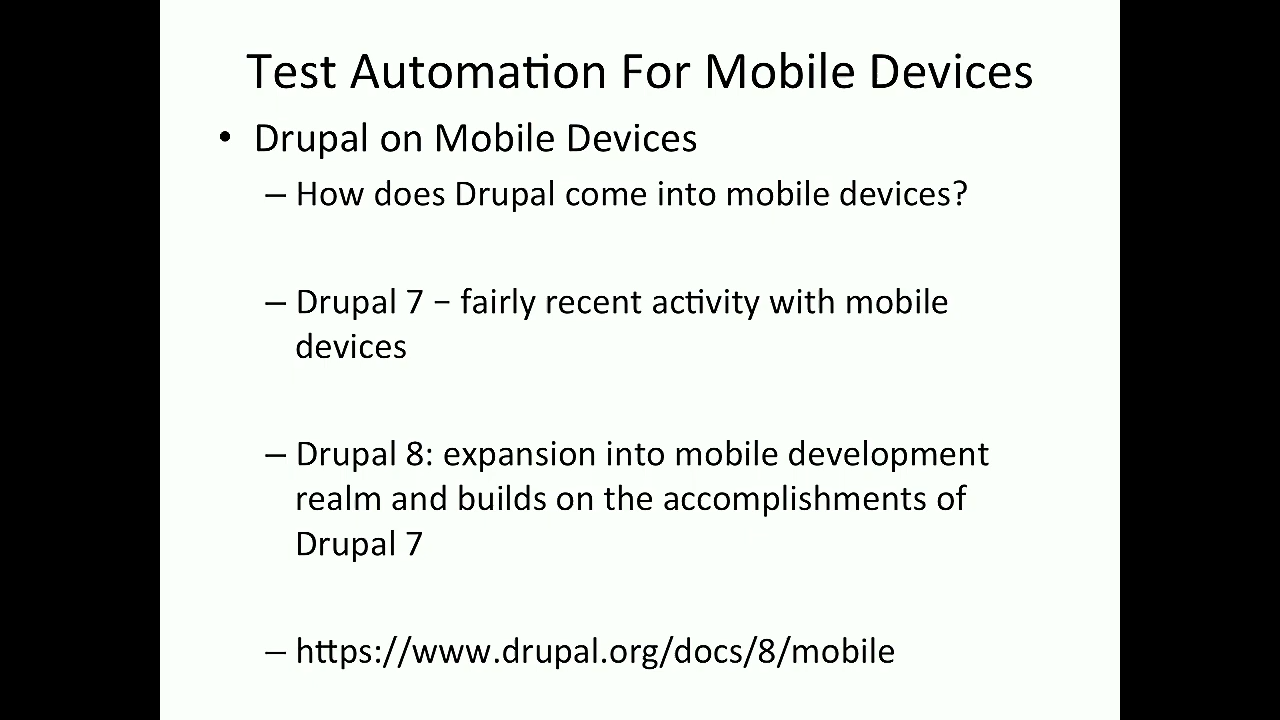 Test Automation For Mobile Devices
• Drupal on Mobile Devices
– How does Drupal come into mobile devices?
– Drupal 7 – fairly recent activity with mobile
devices
– Drupal 8: expansion into mobile development
realm and builds on the accomplishments of
Drupal 7
– https://www.drupal.org/docs/8/mobile